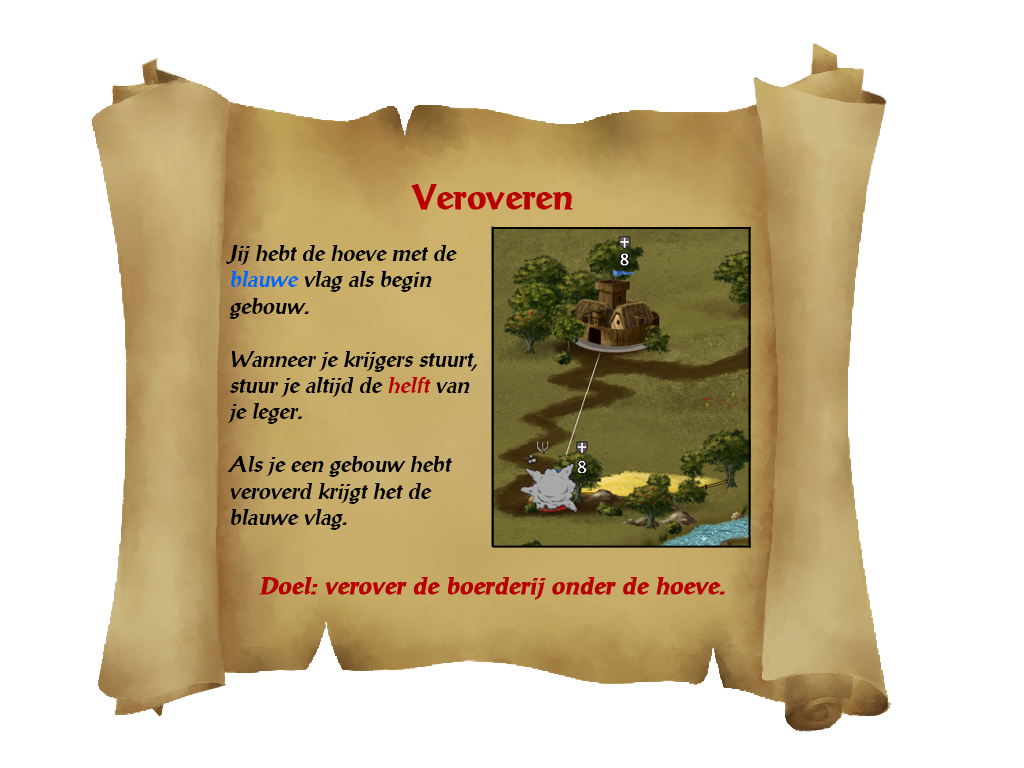 Veroveren
Jij hebt de hoeve met de
blauwe vlag als begin
gebouw.
Wanneer je krijgers stuurt,
stuur je altijd de helft van
je leger.
Als je een gebouw hebt
veroverd krijgt het de
blauwe vlag.
8
8
Doel: verover de boerderij onder de hoeve.